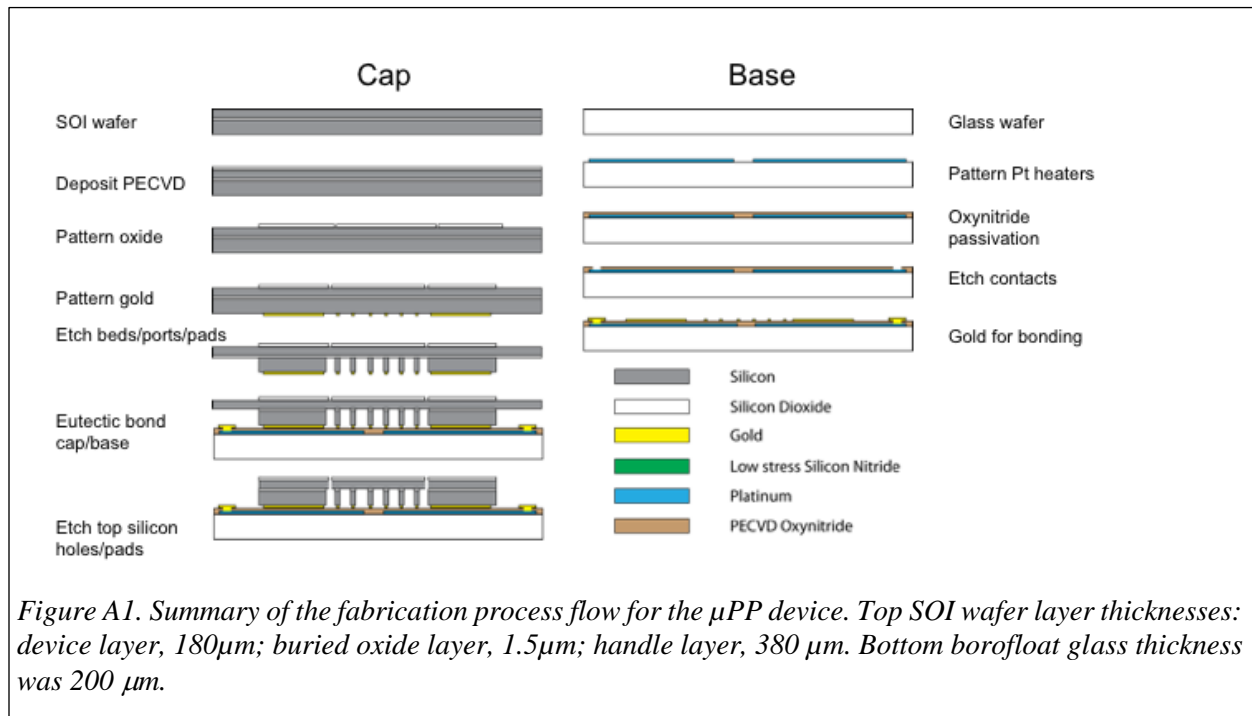 Cap
Base
SOI wafer
Deposit PECVD
Pattern oxide
Pattern gold
Etch beds/ports/pads
Eutectic bond
cap/base
Etch top silicon
holes/pads
Glass wafer
Pattern Pt heaters
Oxynitride
passivation
Etch contacts
Gold for bonding
Silicon
Silicon Dioxide
Gold
Low stress Silicon Nitride
Platinum
PECVD Oxynitride
Figure A1. Summary of the fabrication process flow for the µPP device. Top SOI wafer layer thicknesses:
device layer, 180µm; buried oxide layer, 1.5µm; handle layer, 380 µm. Bottom borofloat glass thickness
was 200 µm.